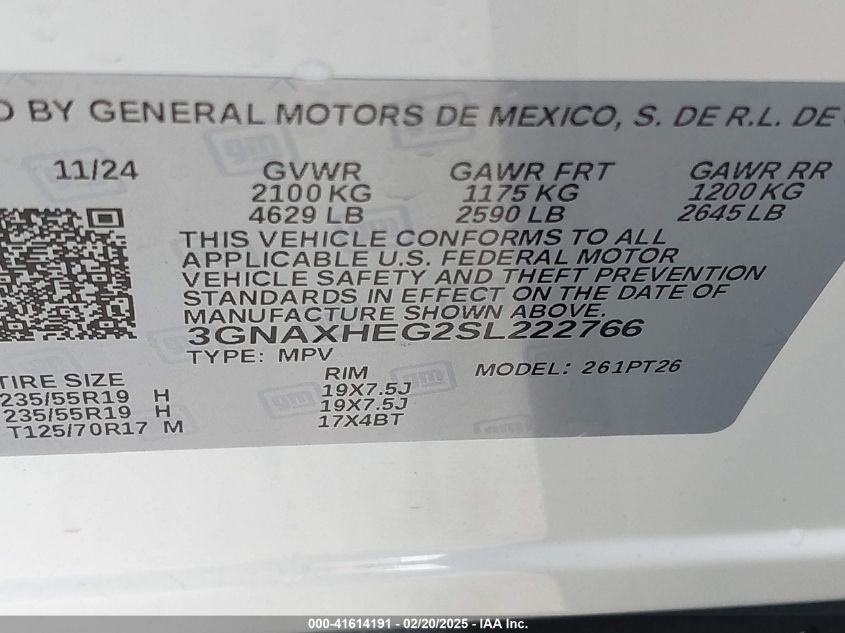 D BY GENERAL MOTORS DE MEXICO, S. DE R.L. DE
11/24 GVWR GAWR FRT GAWR RR
2100 KG 1175 KG 1200 KG
4629 LB 2590 LB 2645 LB
THIS VEHICLE CONFORMS TO ALL
APPLICABLE U.S. FEDERAL MOTOR
VEHICLE SAFETY AND THEFT PREVENTION
STANDARDS IN EFFECT ON THE DATE OF
MANUFACTURE SHOWN ABOVE.
3GNAXHEG2SL222766
TYPE: MPV MODEL: 261PT26
TIRE SIZE RIM
235/55R19 H 19X7.5J
235/55R19 H 19X7.5J
T125/70R17 M 17X4BT
000-41614191 - 02/20/2025 - IAA Inc.